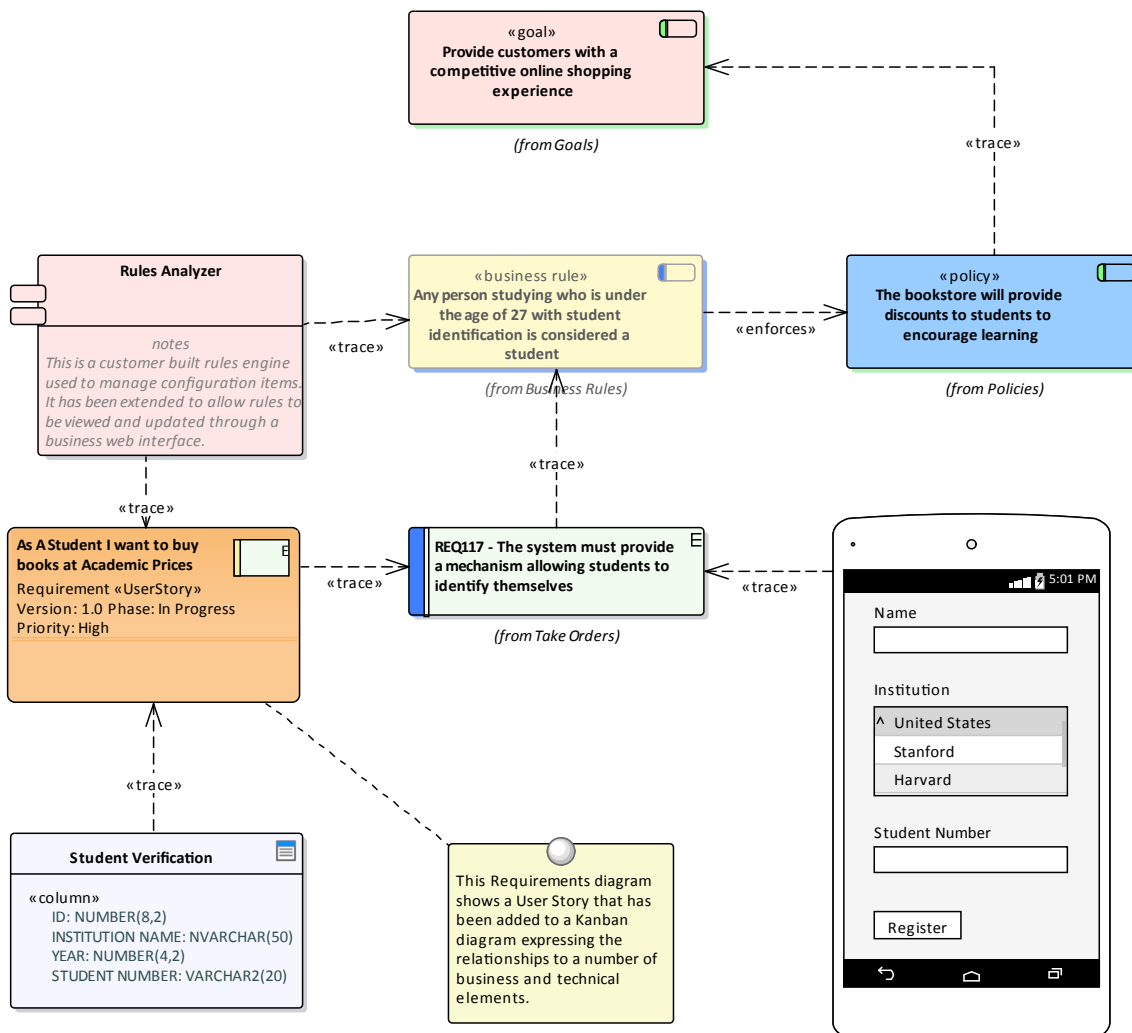 «goal»
Provide customers with a
competitive online shopping
experience
(from Goals)
«trace»
Rules Analyzer
notes
This is a customer built rules engine
used to manage configuration items.
It has been extended to allow rules to
be viewed and updated through a
business web interface.
«trace»
«business rule»
Any person studying who is under
the age of 27 with student
identification is considered a
student
(from Business Rules)
«enforces»
«policy»
The bookstore will provide
discounts to students to
encourage learning
(from Policies)
«trace»
«trace»
As A Student I want to buy
books at Academic Prices
E
Requirement «UserStory»
Version: 1.0 Phase: In Progress
Priority: High
«trace»
REQ117 - The system must provide
a mechanism allowing students to
identify themselves
E
(from Take Orders)
«trace»
5:01 PM
Name
Institution
^ United States
Stanford
Harvard
Student Number
Register
«trace»
Student Verification
«column»
ID: NUMBER(8,2)
INSTITUTION NAME: NVARCHAR(50)
YEAR: NUMBER(4,2)
STUDENT NUMBER: VARCHAR2(20)
This Requirements diagram
shows a User Story that has
been added to a Kanban
diagram expressing the
relationships to a number of
business and technical
elements.